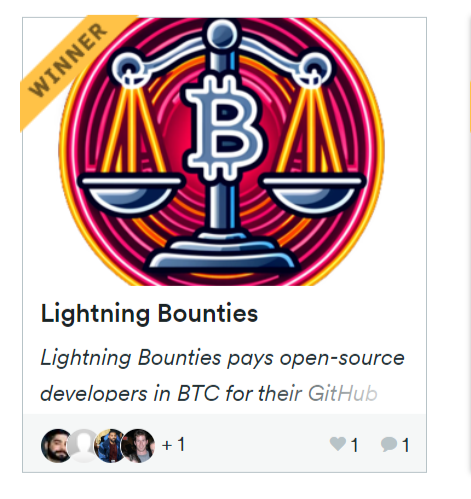 WINNER
₿
Lightning Bounties
Lightning Bounties pays open-source
developers in BTC for their GitHub
+ 1
1
1